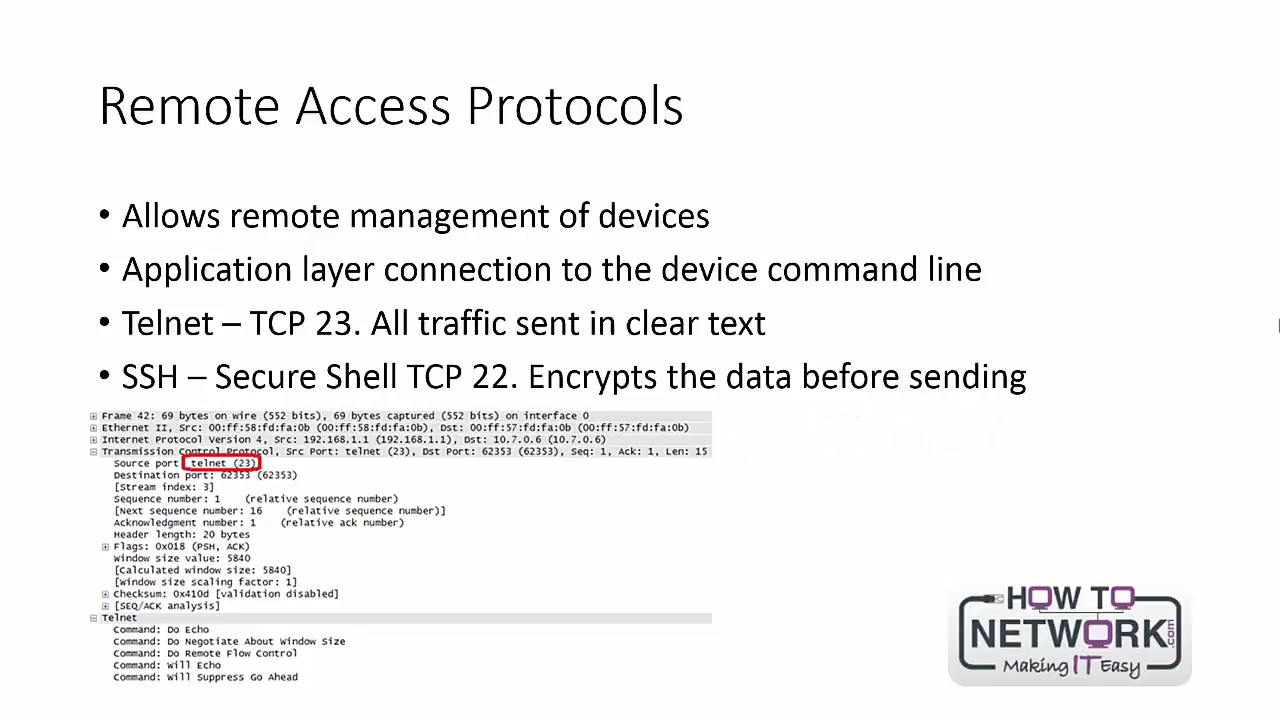 Remote Access Protocols
• Allows remote management of devices
• Application layer connection to the device command line
• Telnet – TCP 23. All traffic sent in clear text
• SSH – Secure Shell TCP 22. Encrypts the data before sending
Frame 42: 69 bytes on wire (552 bits), 69 bytes captured (552 bits) on interface 0
Ethernet II, Src: 00:ff:58:fd:fa:0b (00:ff:58:fd:fa:0b), Dst: 00:ff:57:fd:fa:0b (00:ff:57:fd:fa:0b)
Internet Protocol Version 4, Src: 192.168.1.1 (192.168.1.1), Dst: 10.7.0.6 (10.7.0.6)
Transmission Control Protocol, Src Port: telnet (23), Dst Port: 62353 (62353), Seq: 1, Ack: 1, Len: 15
Source port: telnet (23)
Destination port: 62353 (62353)
[Stream index: 3]
Sequence number: 1 (relative sequence number)
[Next sequence number: 16 (relative sequence number)]
Acknowledgment number: 1 (relative ack number)
Header length: 20 bytes
Flags: 0x018 (PSH, ACK)
Window size value: 5840
[Calculated window size: 5840]
[Window size scaling factor: 1]
Checksum: 0x410d [validation disabled]
[SEQ/ACK analysis]
Telnet
Command: Do Echo
Command: Do Negotiate About Window Size
Command: Do Remote Flow Control
Command: Will Echo
Command: Will Suppress Go Ahead
HOW TO
NETWORK.com
Making IT Easy